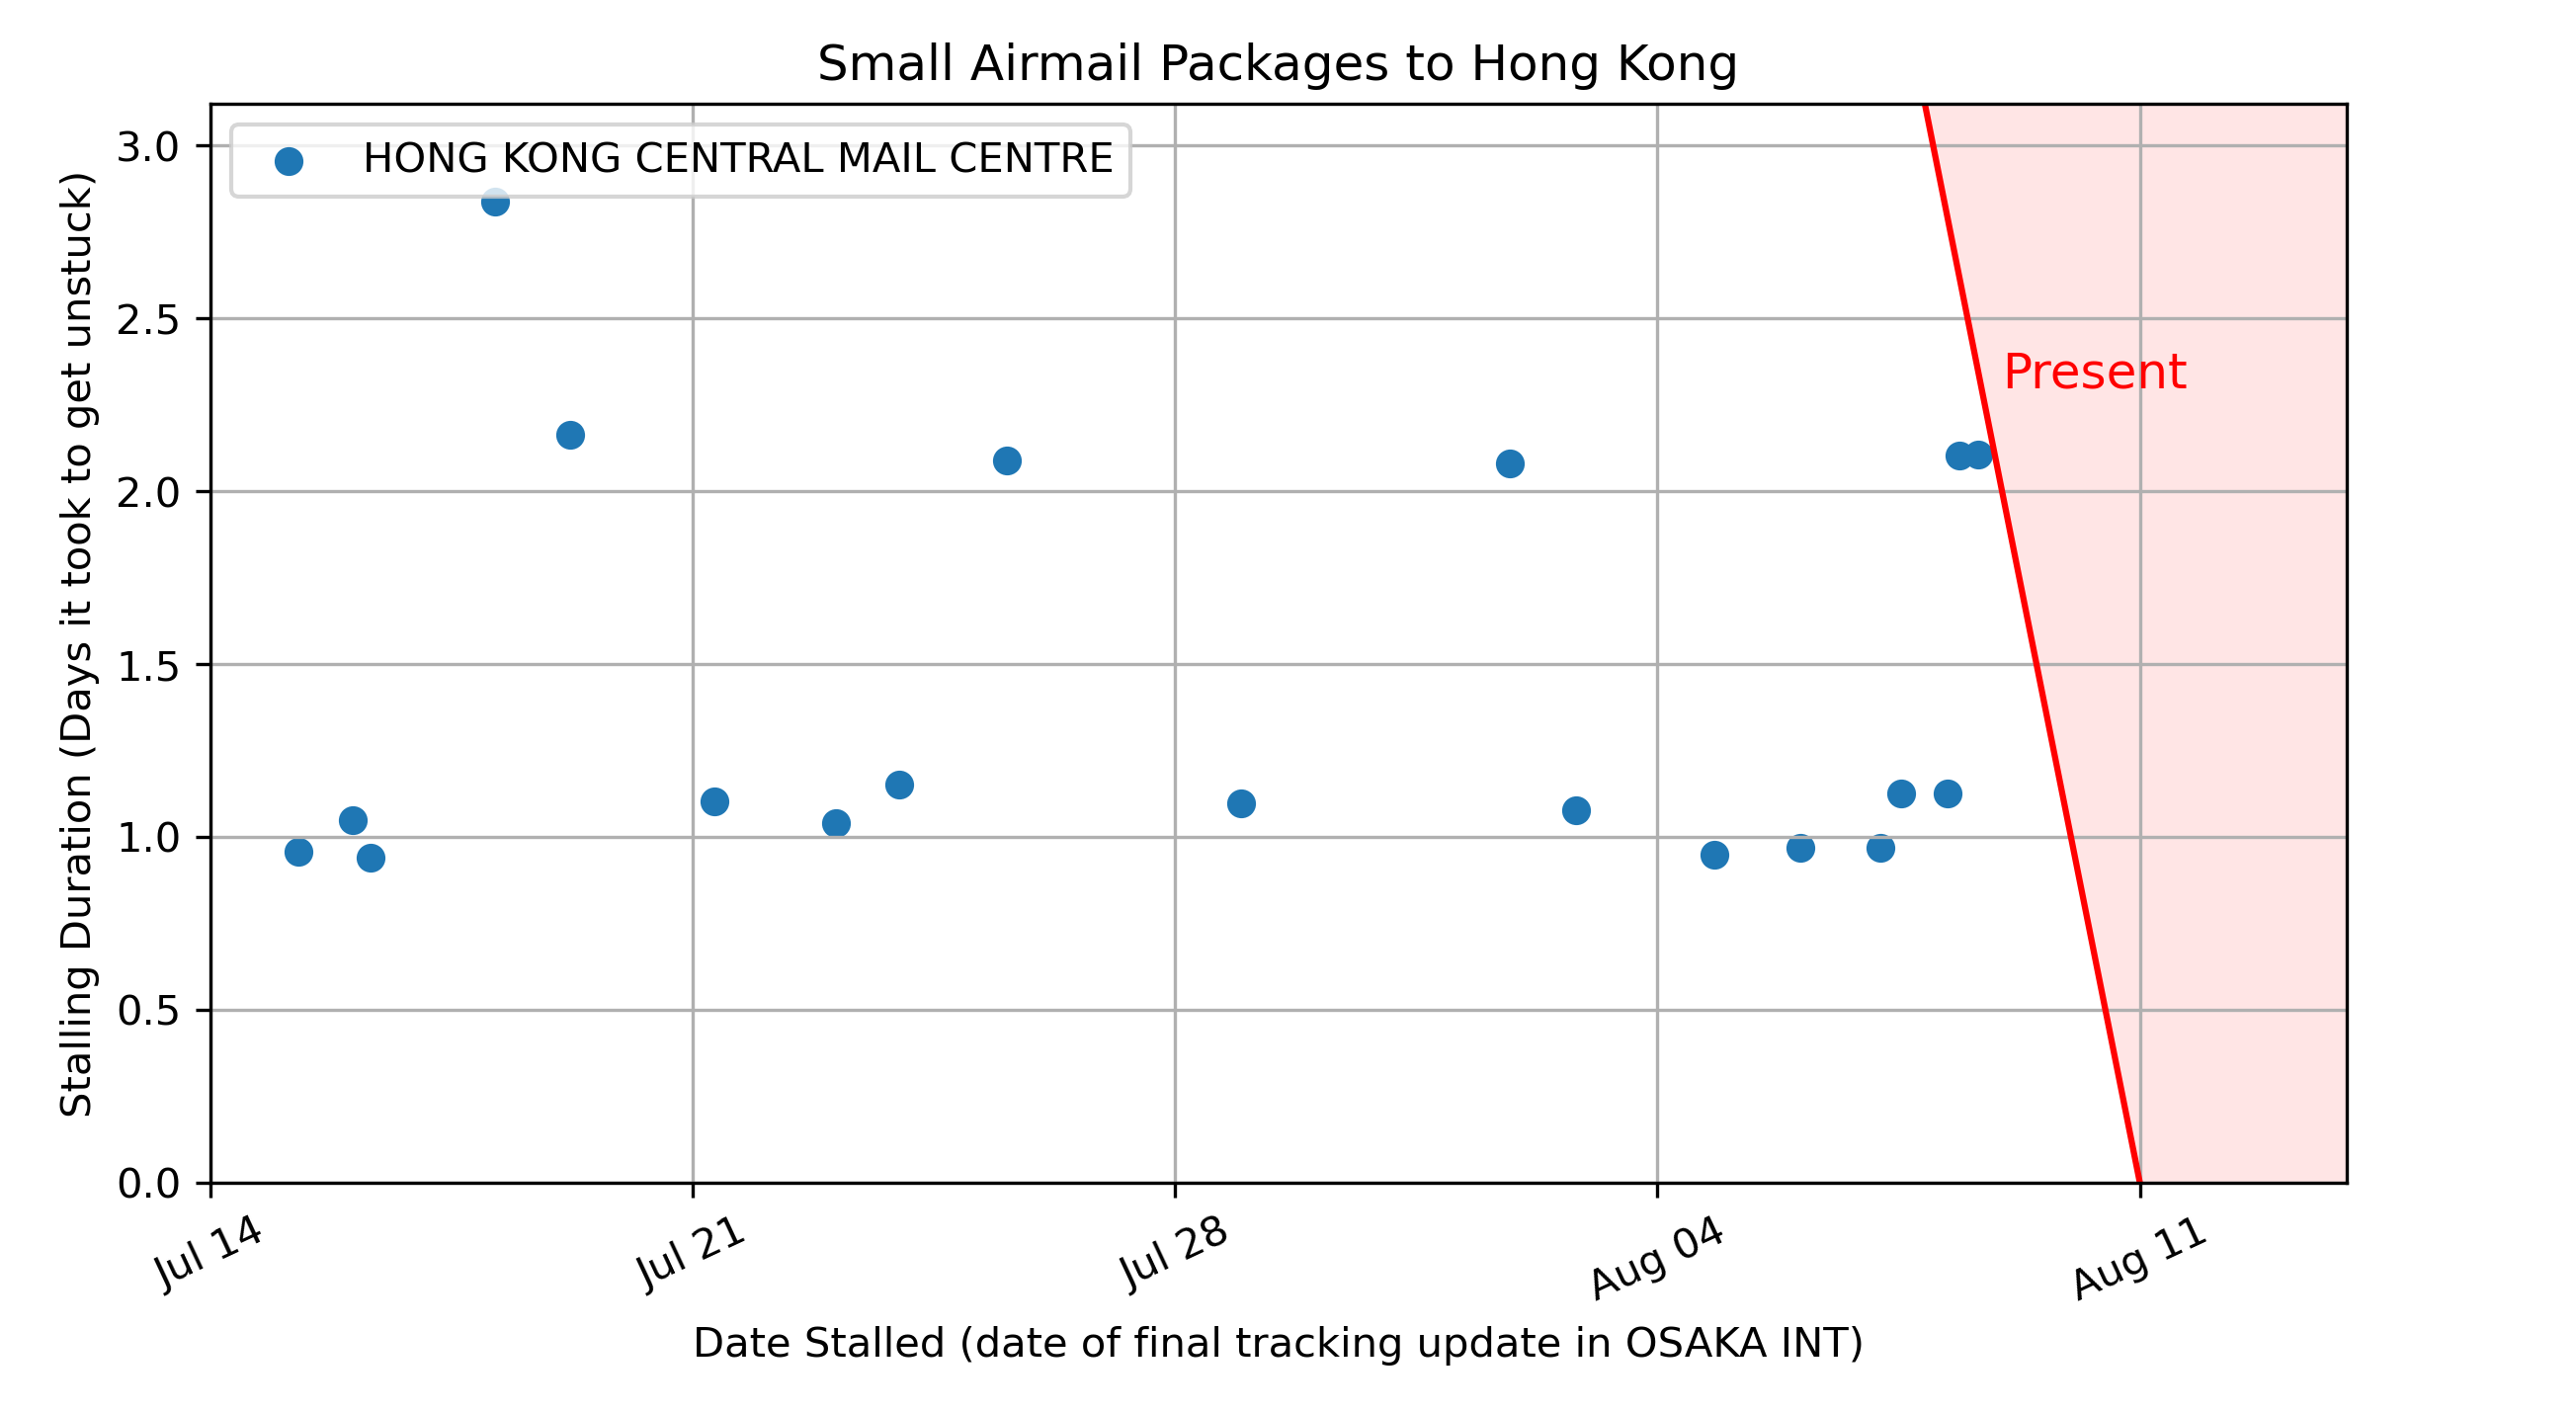 Small Airmail Packages to Hong Kong
HONG KONG CENTRAL MAIL CENTRE
Stalling Duration (Days it took to get unstuck)
3.0
2.5
2.0
1.5
1.0
0.5
0.0
Present
Jul 14
Jul 21
Jul 28
Aug 04
Aug 11
Date Stalled (date of final tracking update in OSAKA INT)